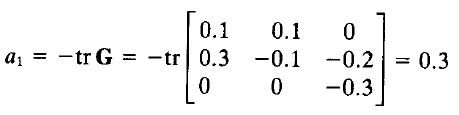 a₁ = −tr G = −tr [ 0.1 0.1 0
0.3 −0.1 −0.2
0 0 −0.3 ] = 0.3